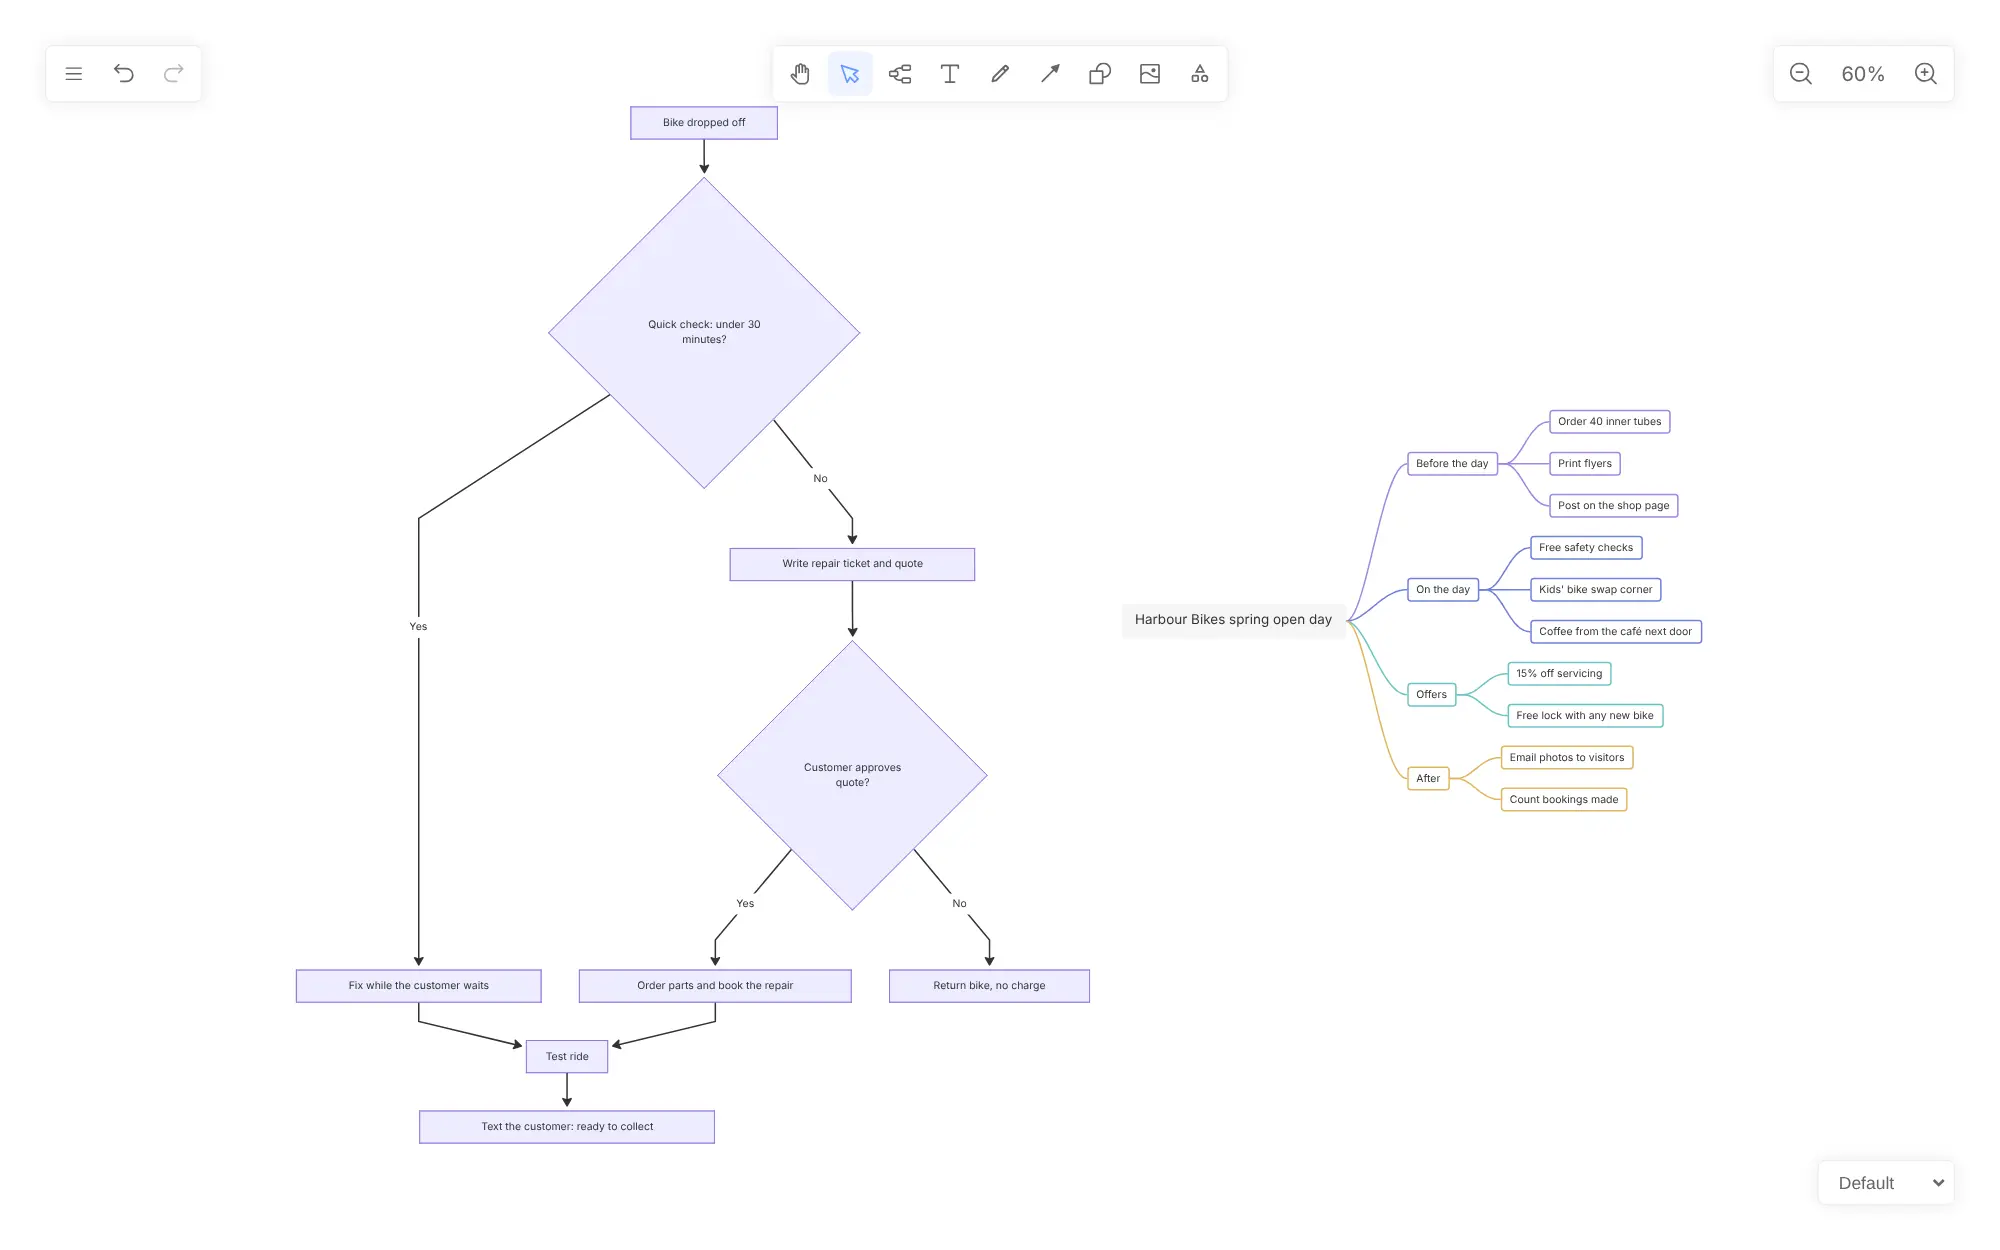 60%
Bike dropped off
Quick check: under 30
minutes?
No
Yes
Write repair ticket and quote
Customer approves
quote?
Yes
No
Fix while the customer waits
Order parts and book the repair
Return bike, no charge
Test ride
Text the customer: ready to collect
Harbour Bikes spring open day
Before the day
Order 40 inner tubes
Print flyers
Post on the shop page
On the day
Free safety checks
Kids' bike swap corner
Coffee from the café next door
Offers
15% off servicing
Free lock with any new bike
After
Email photos to visitors
Count bookings made
Default